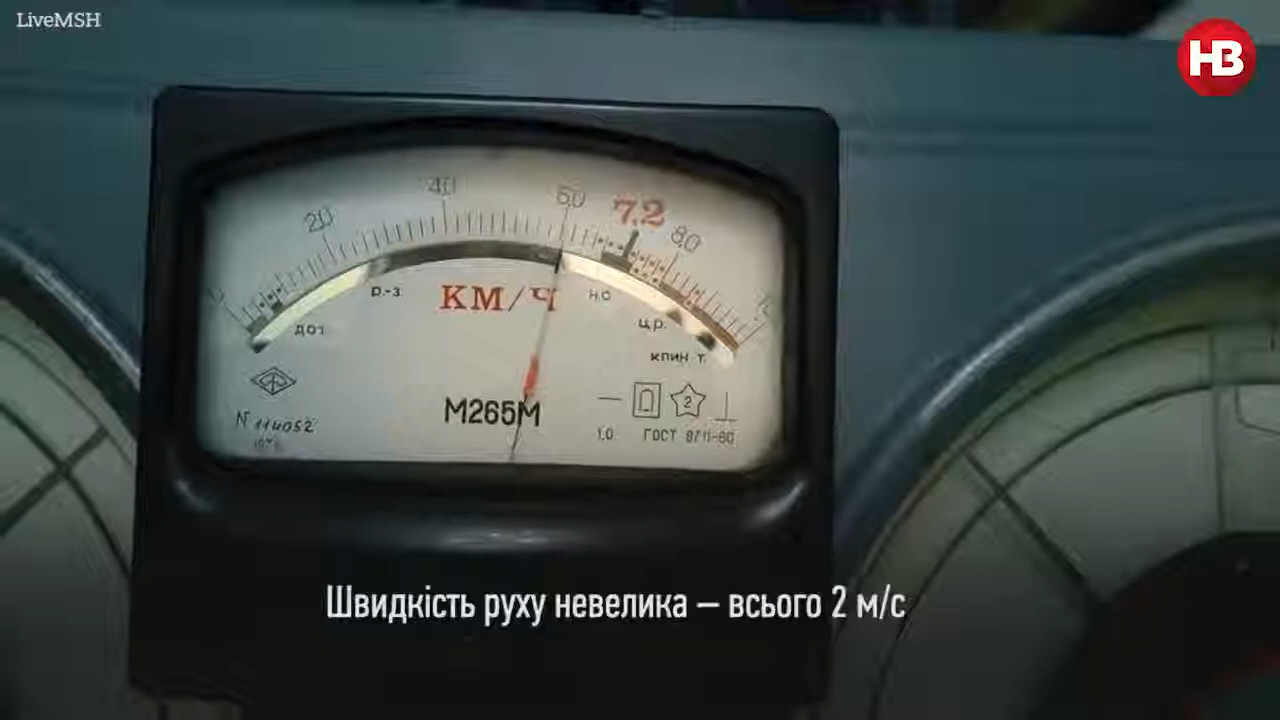 LiveMSH
НВ
20
40
60
7.2
80
Р.-З.
КМ/Ч
Н.О
ДОТ
Ц.Р.
КПИН Т.
2
М265М
N 114052
1.0. ГОСТ 8711-60
Швидкість руху невелика – всього 2 м/с